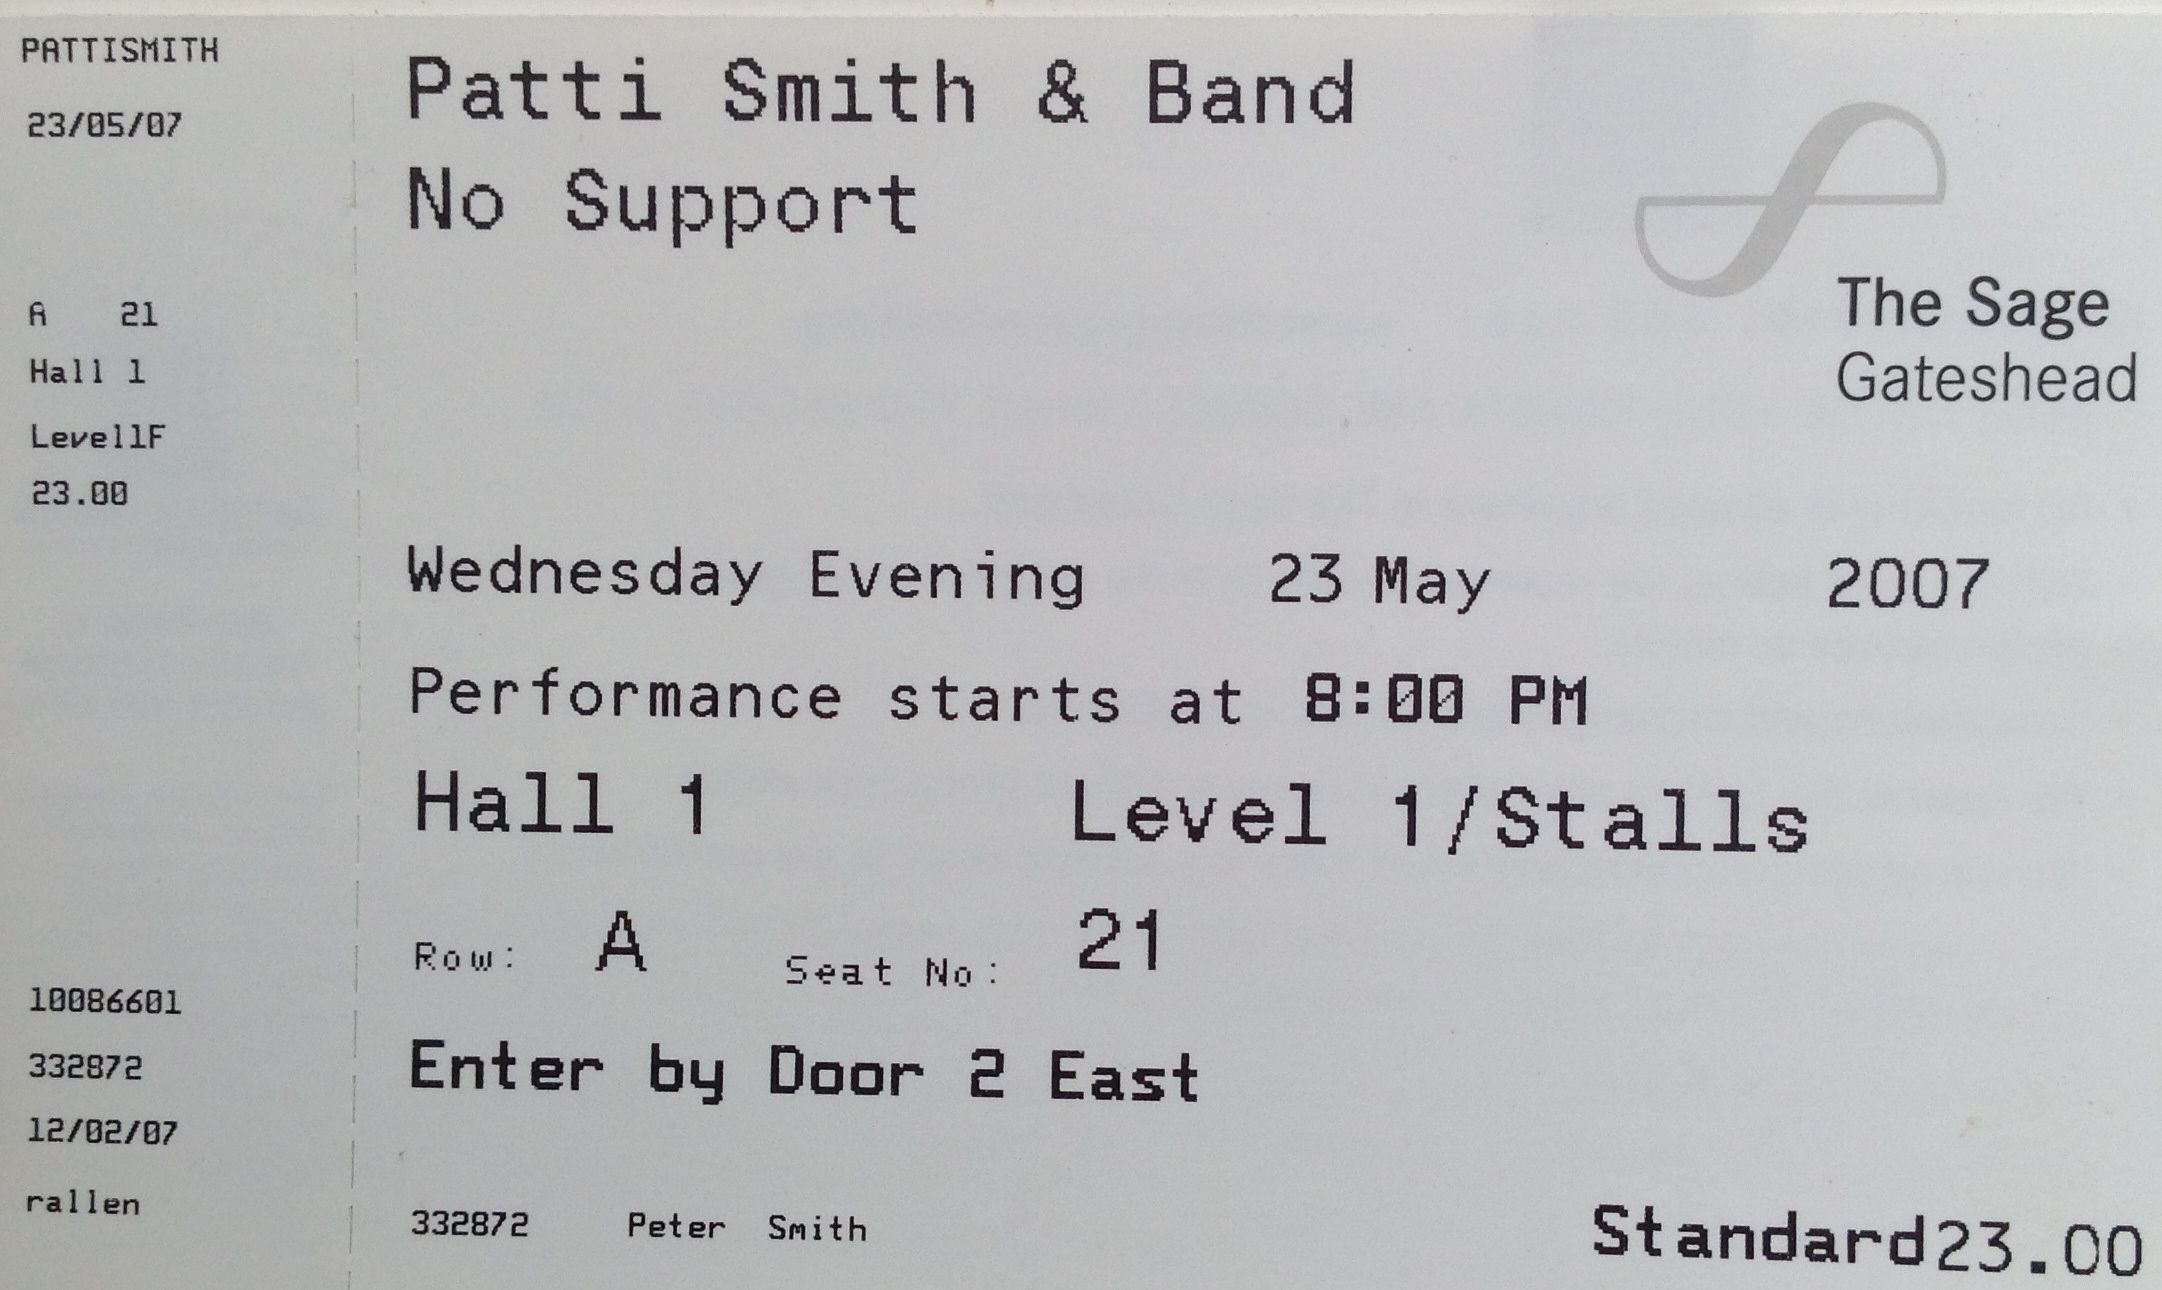 PATTISMITH
23/05/07
A 21
Hall 1
Level1F
23.00
10086601
332872
12/02/07
rallen
Patti Smith & Band
No Support
The Sage
Gateshead
Wednesday Evening 23 May 2007
Performance starts at 8:00 PM
Hall 1 Level 1/Stalls
Row: A Seat No: 21
Enter by Door 2 East
332872 Peter Smith Standard23.00